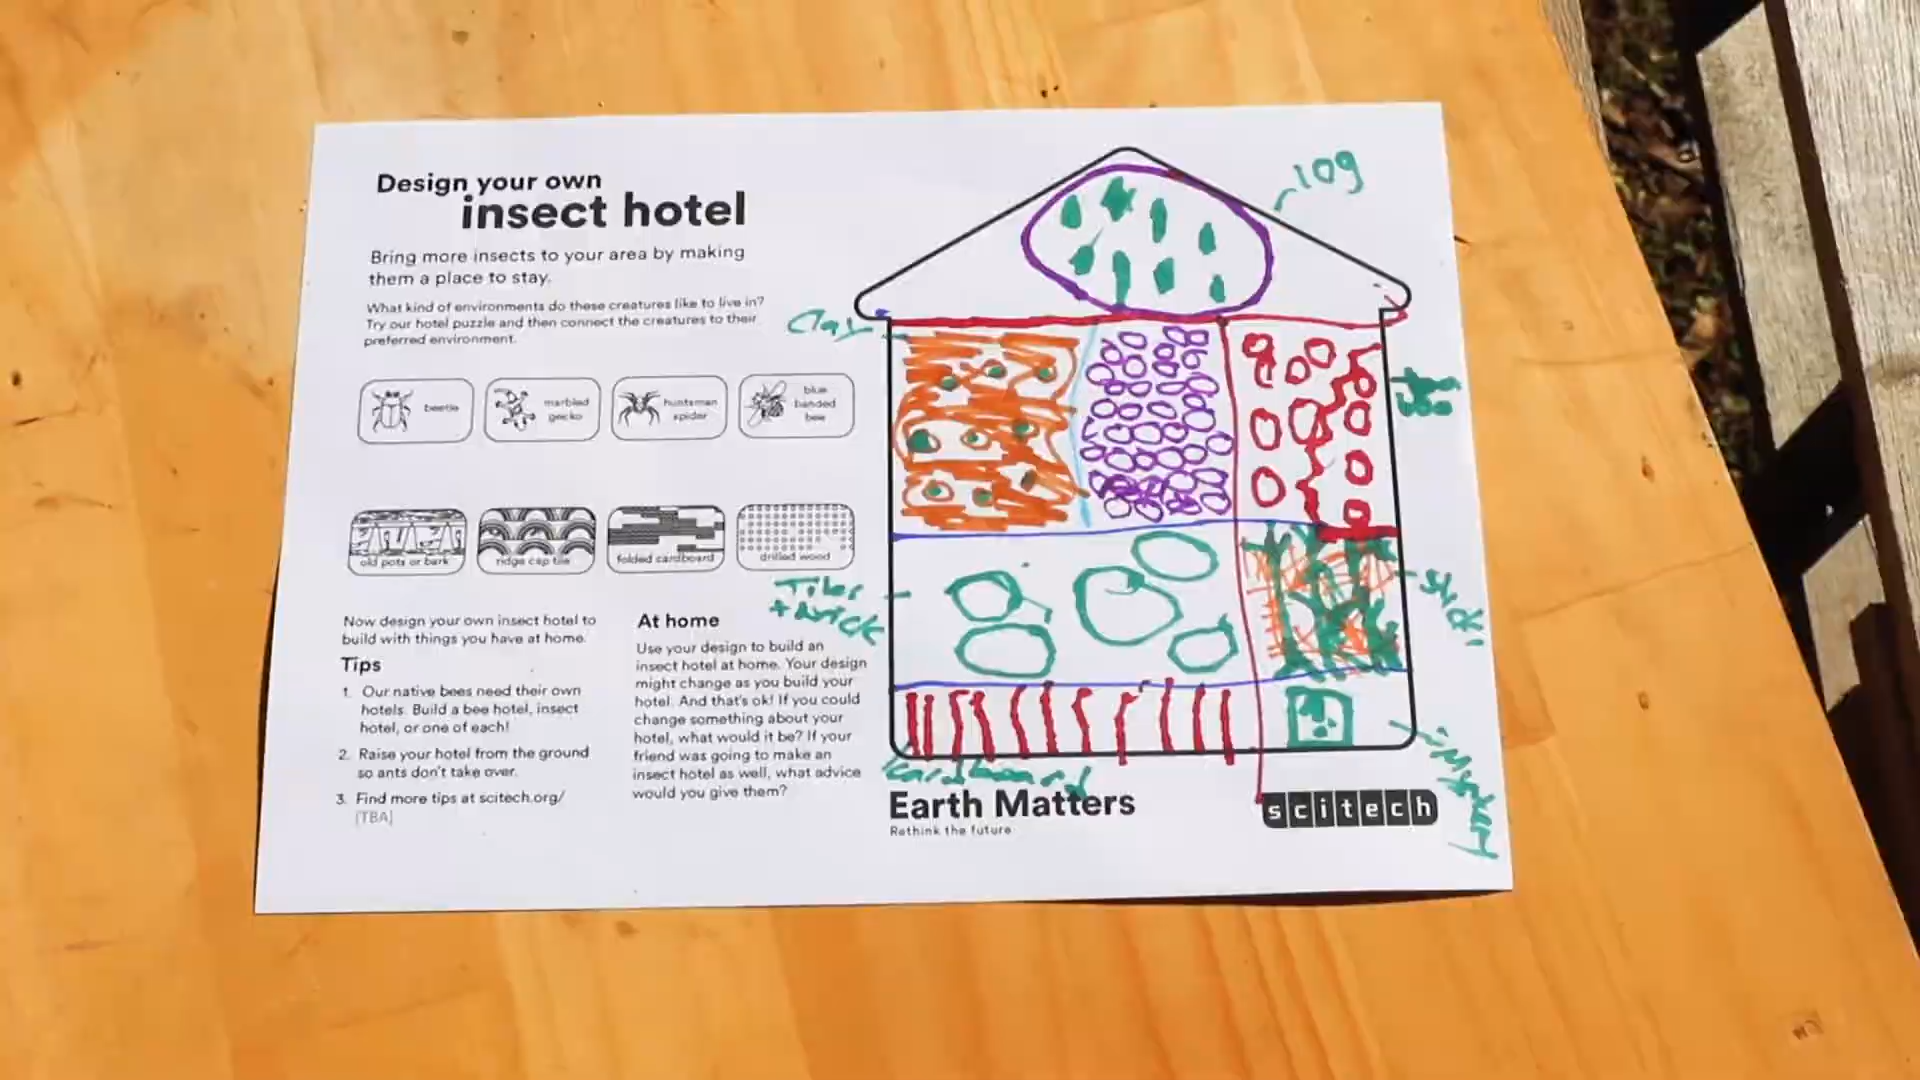 Design your own
insect hotel
Bring more insects to your area by making
them a place to stay.
What kind of environments do these creatures like to live in?
Try our hotel puzzle and then connect the creatures to their
preferred environment.
beetle
marbled
gecko
huntsman
spider
blue
banded
bee
old pots or bark
ridge cap tile
folded cardboard
drilled wood
Now design your own insect hotel to
build with things you have at home.
Tips
1. Our native bees need their own
hotels. Build a bee hotel, insect
hotel, or one of each!
2. Raise your hotel from the ground
so ants don't take over.
3. Find more tips at scitech.org/
[TBA]
At home
Use your design to build an
insect hotel at home. Your design
might change as you build your
hotel. And that's ok! If you could
change something about your
hotel, what would it be? If your
friend was going to make an
insect hotel as well, what advice
would you give them?
log
Clay
Tiles
+ brick
Sticks
Cardboard
Earth Matters
Rethink the future
scitech